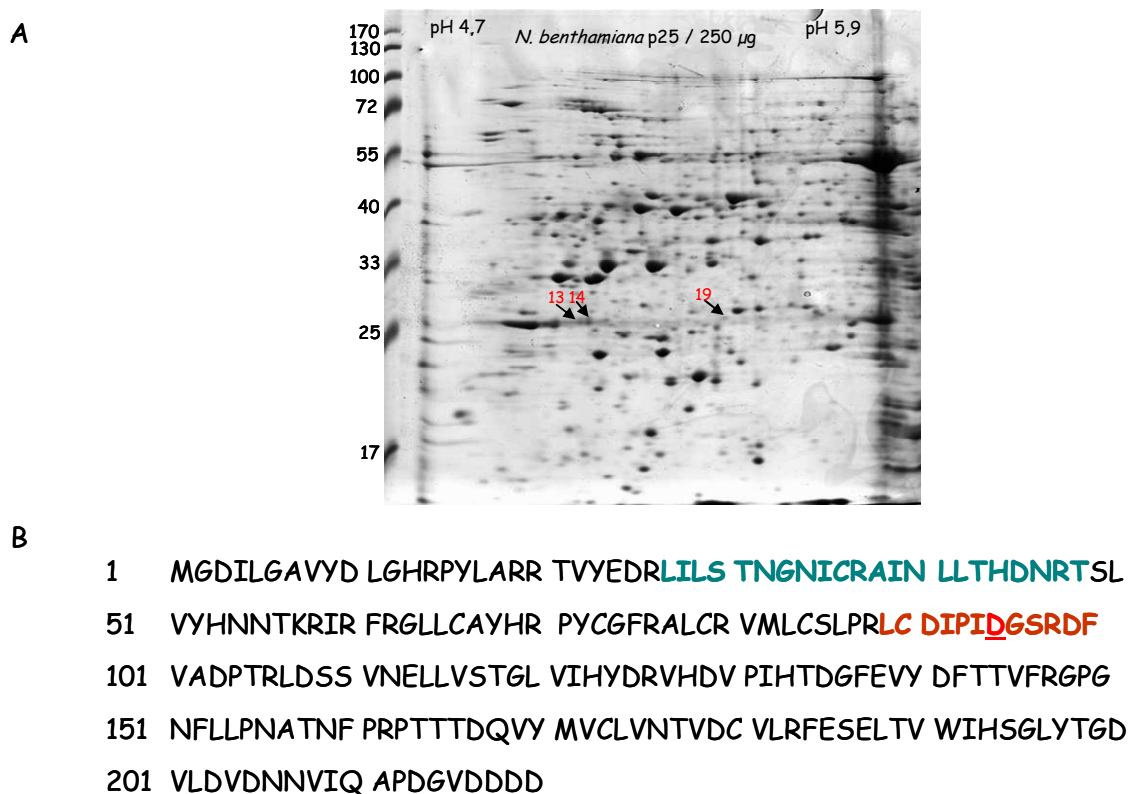 A
pH 4,7 N. benthamiana p25 / 250 µg pH 5,9
170
130
100
72
55
40
33
13 14 19
25
17
B
1 MGDILGAVYD LGHRPYLARR TVYEDRLILS TNGNICRAIN LLTHDNRTSL
51 VYHNNTKRIR FRGLLCAYHR PYCGFRALCR VMLCSLPRLC DIPIDGSRDF
101 VADPTRLDSS VNELLVSTGL VIHYDRVHDV PIHTDGFEVY DFTTVFRGPG
151 NFLLPNATNF PRPTTTDQVY MVCLVNTVDC VLRFESELTV WIHSGLYTGD
201 VLDVDNNVIQ APDGVDDDD